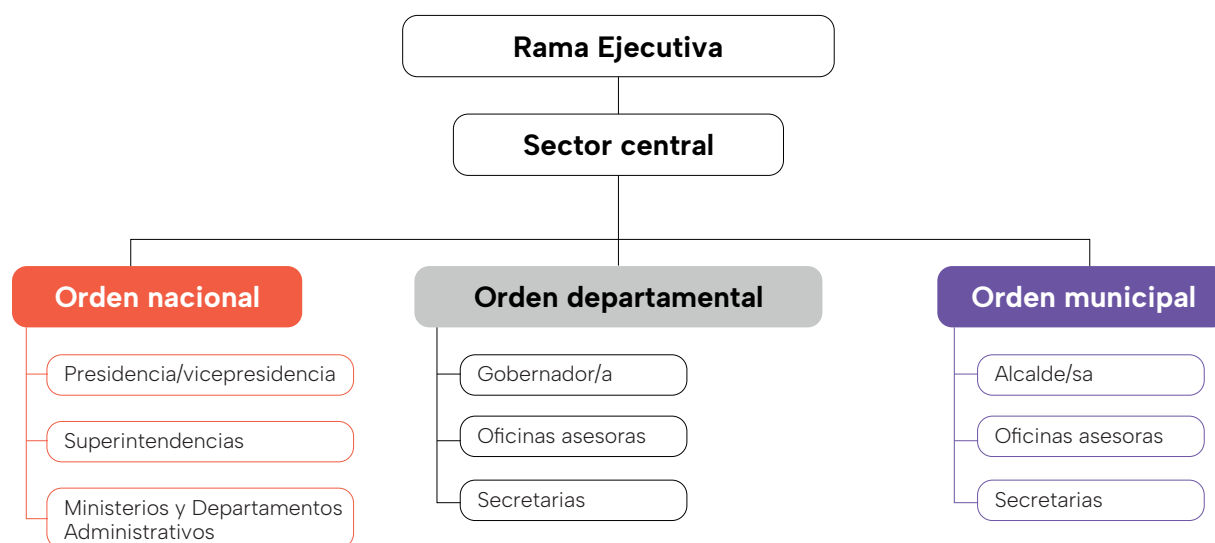 Rama Ejecutiva
Sector central
Orden nacional
Presidencia/vicepresidencia
Superintendencias
Ministerios y Departamentos
Administrativos
Orden departamental
Gobernador/a
Oficinas asesoras
Secretarias
Orden municipal
Alcalde/sa
Oficinas asesoras
Secretarias